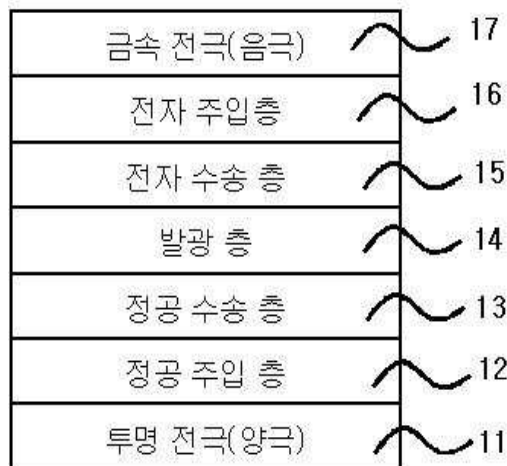 금속 전극(음극) 17
전자 주입층 16
전자 수송 층 15
발광 층 14
정공 수송 층 13
정공 주입 층 12
투명 전극(양극) 11